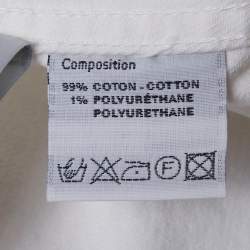 Composition
99% COTON - COTTON
1% POLYURÉTHANE
POLYURETHANE
F